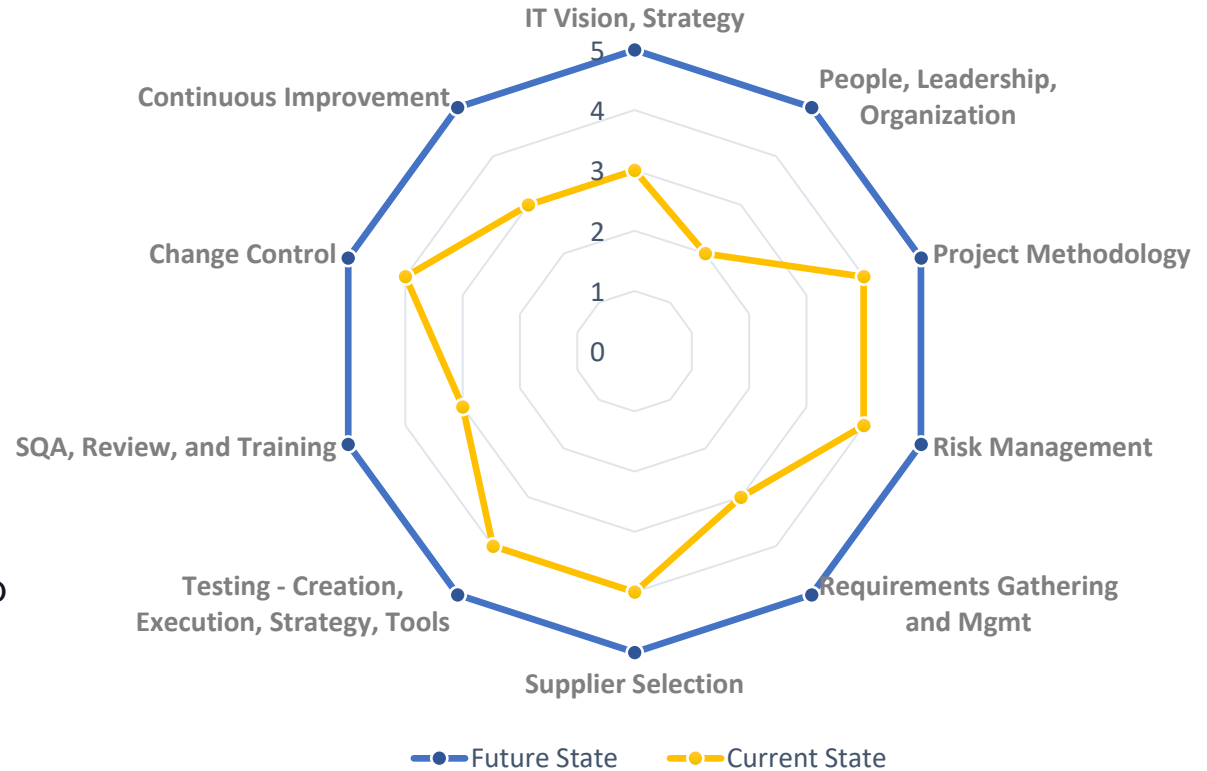 IT Vision, Strategy
5
People, Leadership,
Organization
Continuous Improvement
4
3
Change Control
Project Methodology
2
1
0
SQA, Review, and Training
Risk Management
Testing - Creation,
Execution, Strategy, Tools
Requirements Gathering
and Mgmt
Supplier Selection
Future State
Current State